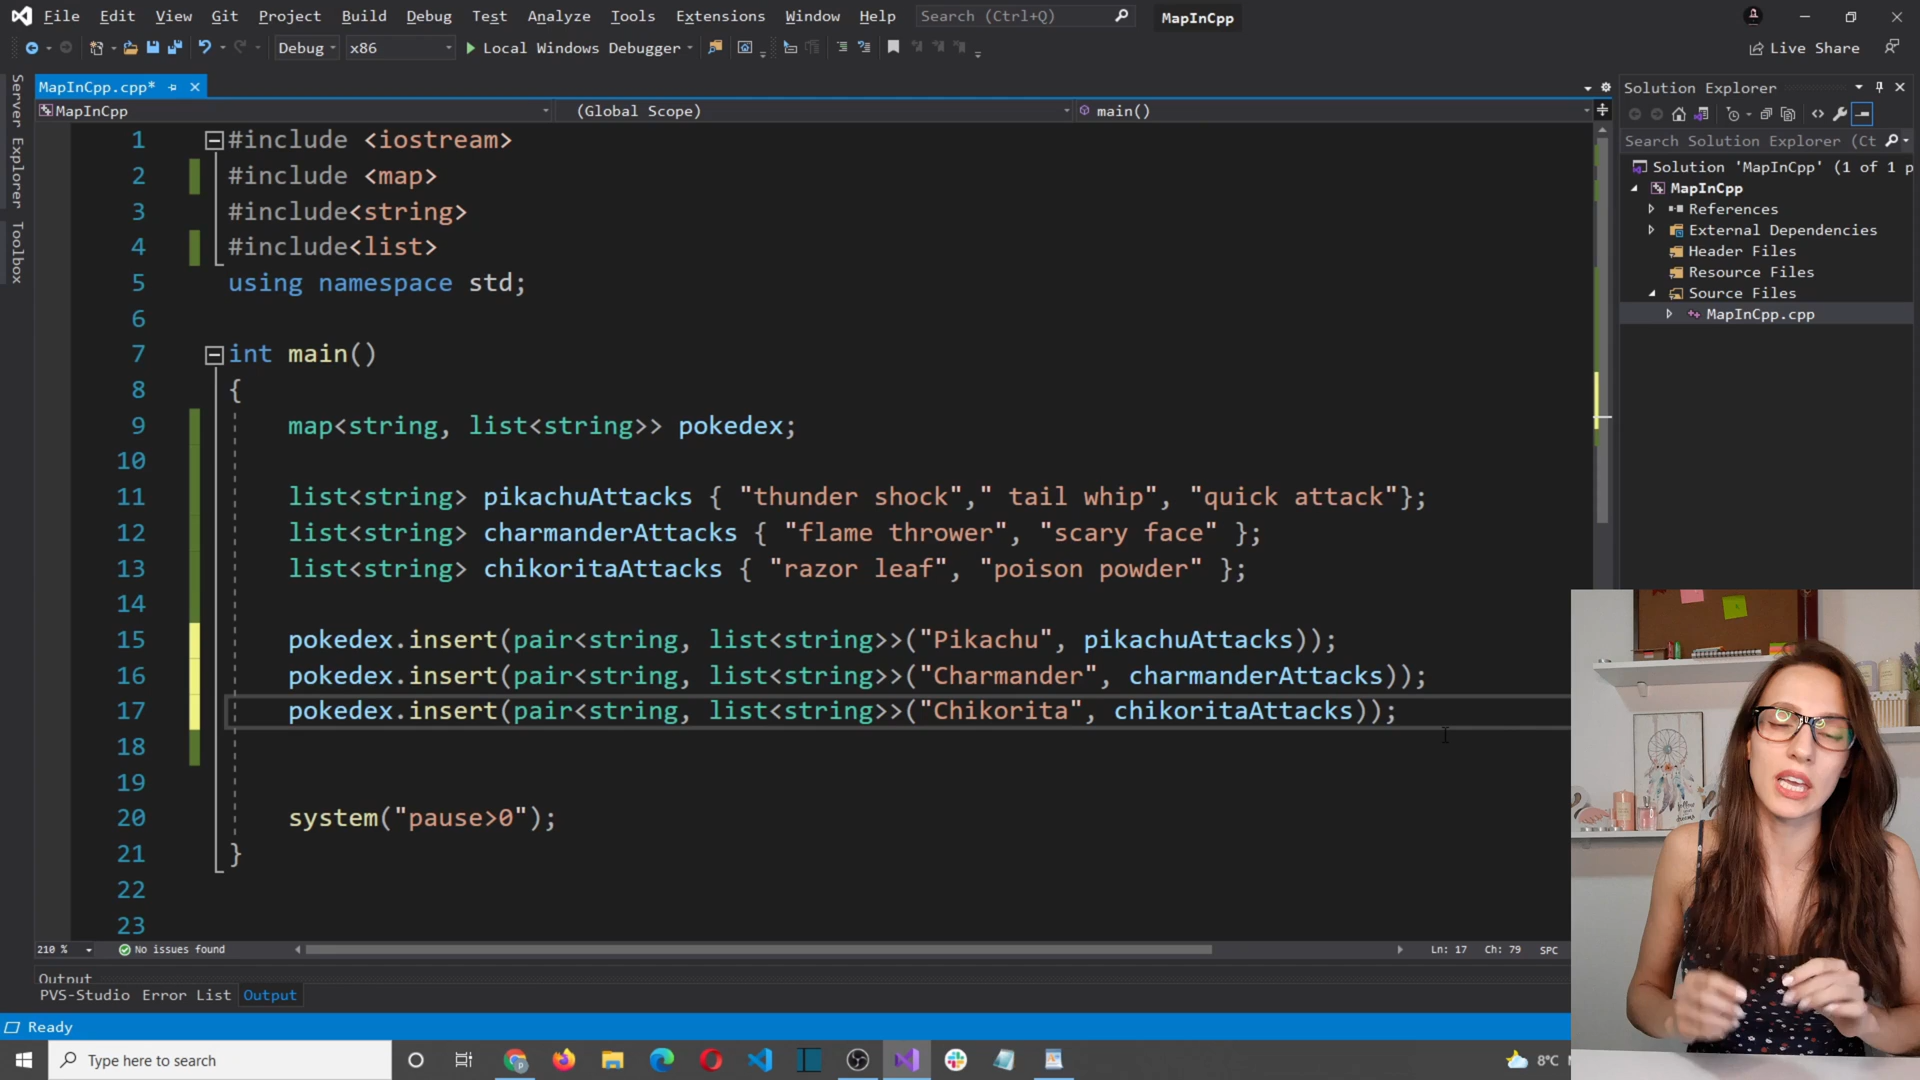 File Edit View Git Project Build Debug Test Analyze Tools Extensions Window Help Search (Ctrl+Q) MapInCpp
Debug x86 Local Windows Debugger Live Share
Server Explorer
Toolbox
MapInCpp.cpp*
MapInCpp (Global Scope) main()
1 #include <iostream>
2 #include <map>
3 #include<string>
4 #include<list>
5 using namespace std;
6
7 int main()
8 {
9 map<string, list<string>> pokedex;
10
11 list<string> pikachuAttacks { "thunder shock"," tail whip", "quick attack"};
12 list<string> charmanderAttacks { "flame thrower", "scary face" };
13 list<string> chikoritaAttacks { "razor leaf", "poison powder" };
14
15 pokedex.insert(pair<string, list<string>>("Pikachu", pikachuAttacks));
16 pokedex.insert(pair<string, list<string>>("Charmander", charmanderAttacks));
17 pokedex.insert(pair<string, list<string>>("Chikorita", chikoritaAttacks));
18
19
20 system("pause>0");
21 }
22
23
210 % No issues found Ln: 17 Ch: 79 SPC
Output
PVS-Studio Error List Output
Ready
Solution Explorer
Search Solution Explorer (Ct
Solution 'MapInCpp' (1 of 1 p
MapInCpp
References
External Dependencies
Header Files
Resource Files
Source Files
MapInCpp.cpp
Type here to search
8°C